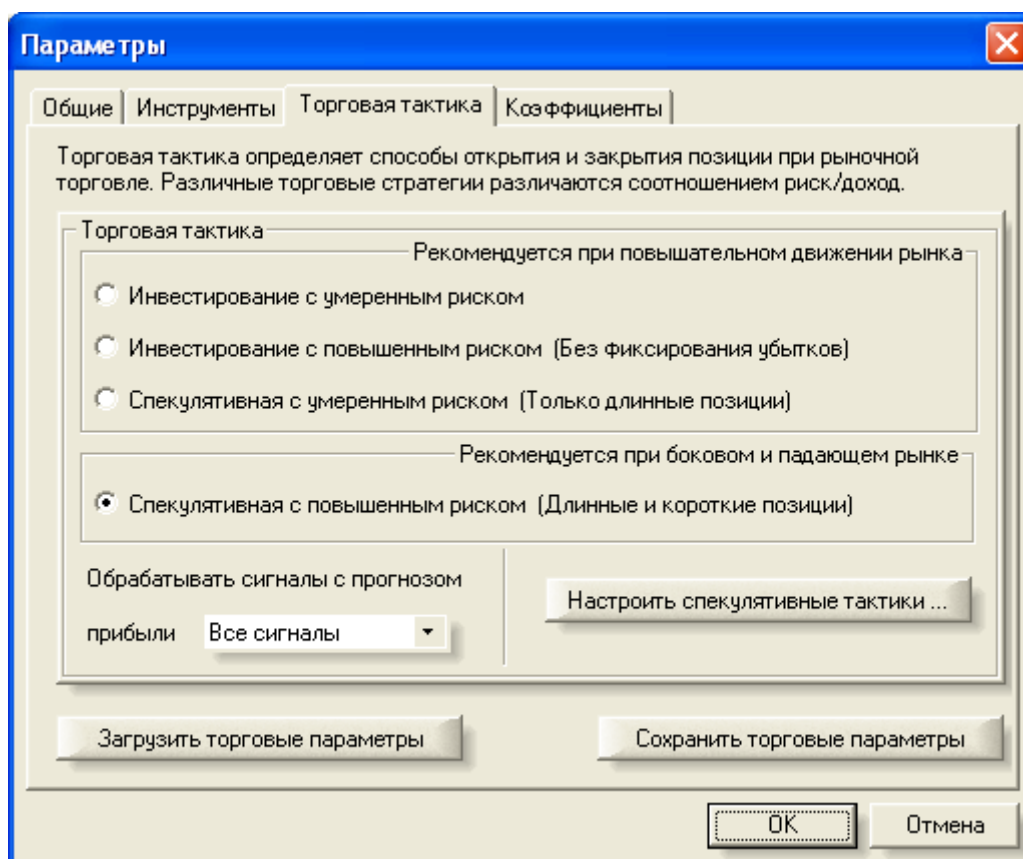 Параметры
Общие
Инструменты
Торговая тактика
Коэффициенты
Торговая тактика определяет способы открытия и закрытия позиции при рыночной
торговле. Различные торговые стратегии различаются соотношением риск/доход.
Торговая тактика
Рекомендуется при повышательном движении рынка
Инвестирование с умеренным риском
Инвестирование с повышенным риском (Без фиксирования убытков)
Спекулятивная с умеренным риском (Только длинные позиции)
Рекомендуется при боковом и падающем рынке
Спекулятивная с повышенным риском (Длинные и короткие позиции)
Обрабатывать сигналы с прогнозом
прибыли
Все сигналы
Настроить спекулятивные тактики ...
Загрузить торговые параметры
Сохранить торговые параметры
OK
Отмена